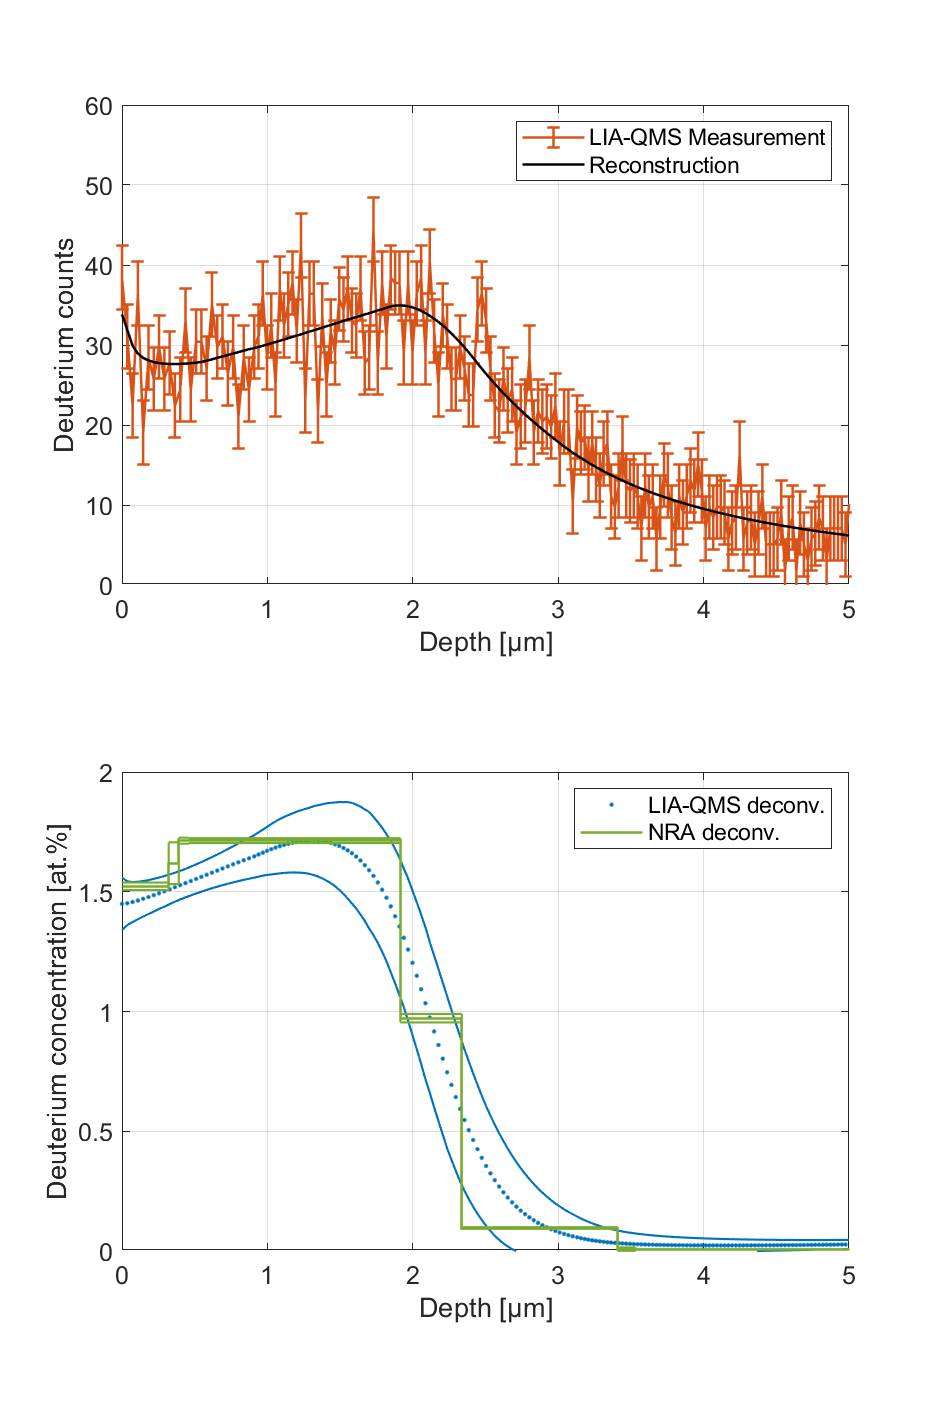 60
50
40
30
20
10
0
Deuterium counts
LIA-QMS Measurement
Reconstruction
0 1 2 3 4 5
Depth [µm]
2
1.5
1
0.5
0
Deuterium concentration [at.%]
LIA-QMS deconv.
NRA deconv.
0 1 2 3 4 5
Depth [µm]